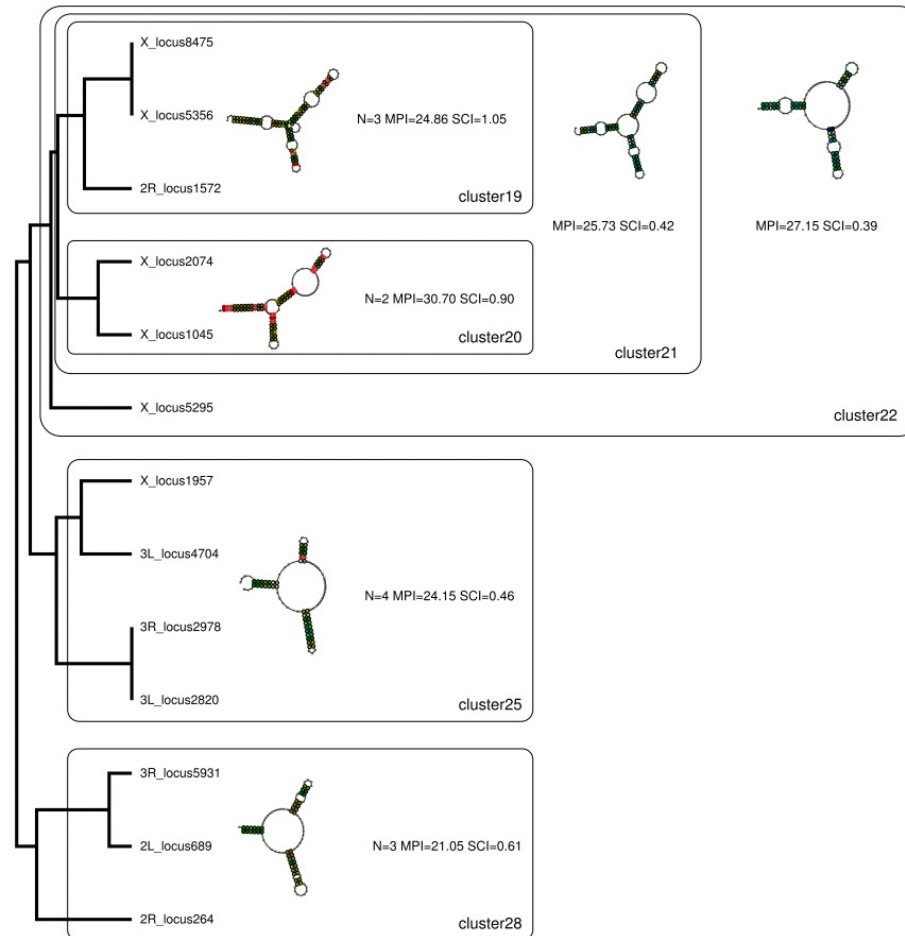 X_locus8475
X_locus5356
N=3 MPI=24.86 SCI=1.05
2R_locus1572
cluster19
MPI=25.73 SCI=0.42
MPI=27.15 SCI=0.39
X_locus2074
N=2 MPI=30.70 SCI=0.90
X_locus1045
cluster20
cluster21
X_locus5295
cluster22
X_locus1957
3L_locus4704
N=4 MPI=24.15 SCI=0.46
3R_locus2978
3L_locus2820
cluster25
3R_locus5931
2L_locus689
N=3 MPI=21.05 SCI=0.61
2R_locus264
cluster28